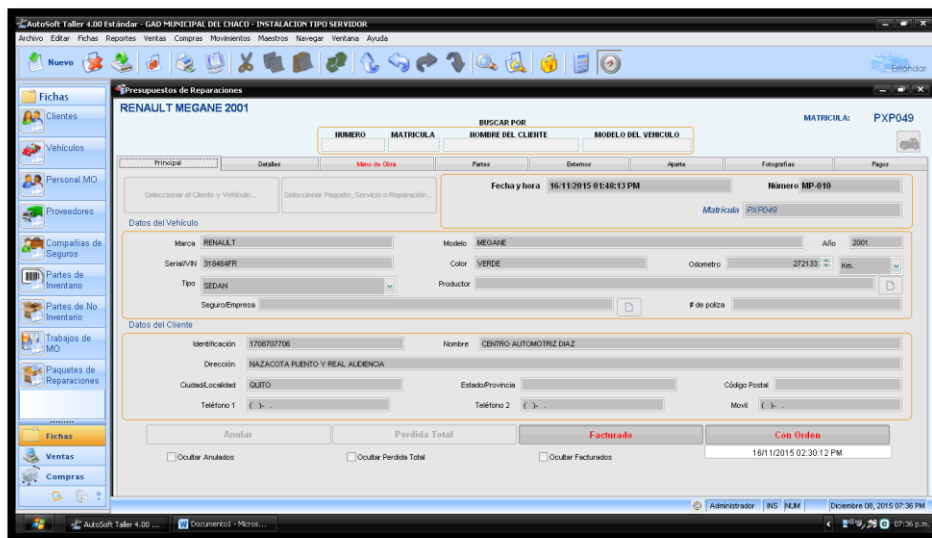 AutoSoft Taller 4.00 Estándar - GAD MUNICIPAL DEL CHACO - INSTALACION TIPO SERVIDOR
Archivo Editar Fichas Reportes Ventas Compras Movimientos Maestros Navegar Ventana Ayuda
Nuevo
Estándar
Fichas
Clientes
Vehículos
Personal MO
Proveedores
Compañias de
Seguros
Partes de
Inventario
Partes de No
Inventario
Trabajos de
MO
Paquetes de
Reparaciones
Fichas
Ventas
Compras
Presupuestos de Reparaciones
RENAULT MEGANE 2001
MATRICULA: PXP049
BUSCAR POR
NUMERO MATRICULA NOMBRE DEL CLIENTE MODELO DEL VEHICULO
Principal Detalles Mano de Obra Partes Externos Aparte Fotografías Pagos
Seleccionar el Cliente y Vehículo... Seleccionar Paquete, Servicio o Reparación...
Fecha y hora 16/11/2015 01:48:13 PM Número MP-010
Matrícula PXP049
Datos del Vehículo
Marca RENAULT Modelo MEGANE Año 2001
Serial/VIN 318464FR Color VERDE Odometro 272133 Km.
Tipo SEDAN Productor
Seguro/Empresa # de poliza
Datos del Cliente
Identificación 1708707706 Nombre CENTRO AUTOMOTRIZ DIAZ
Dirección NAZACOTA PUENTO Y REAL AUDIENCIA
Ciudad/Localidad QUITO Estado/Provincia Código Postal
Teléfono 1 ( )- . Teléfono 2 ( )- . Movil ( )- .
Anular Perdida Total Facturado Con Orden
Ocultar Anulados Ocultar Perdida Total Ocultar Facturados 16/11/2015 02:30:12 PM
Administrador INS NUM Diciembre 08, 2015 07:36 PM
AutoSoft Taller 4.00 ... Documento1 - Micros... 07:36 p.m.